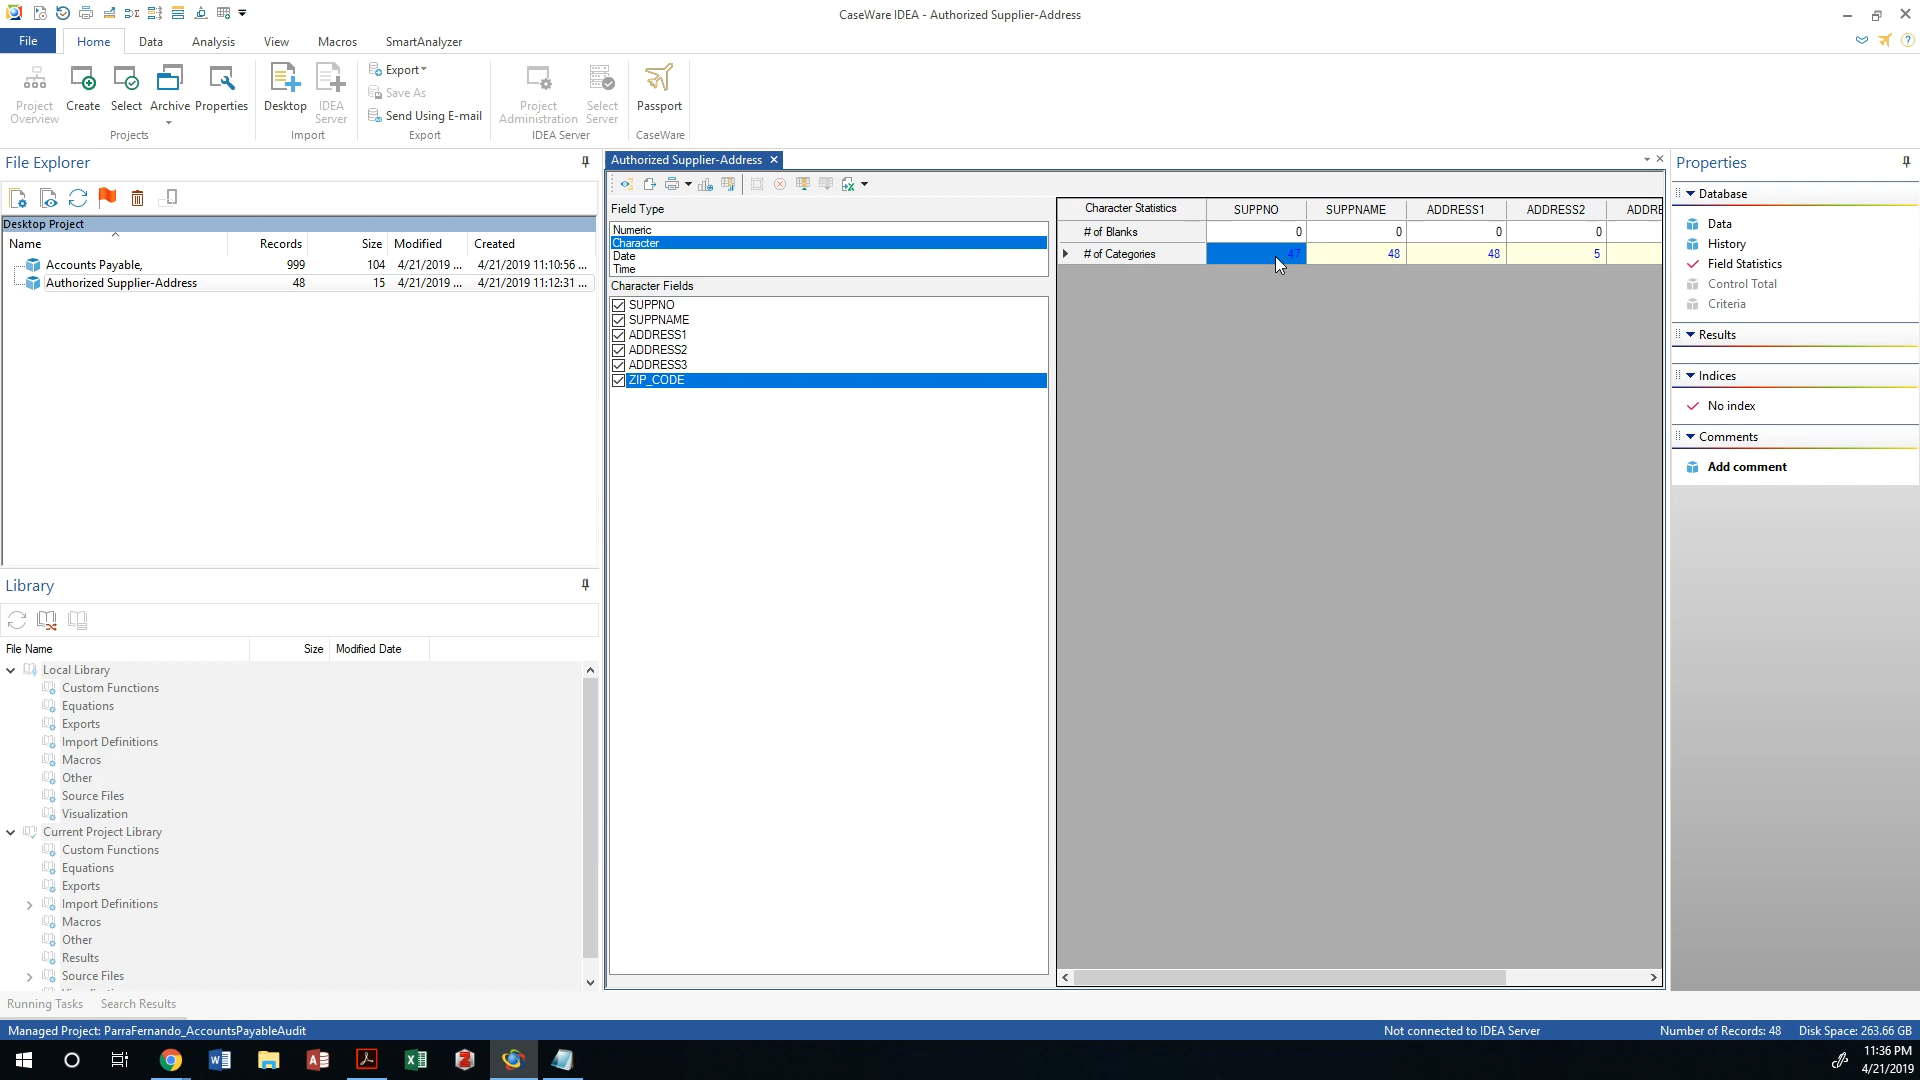 CaseWare IDEA - Authorized Supplier-Address
File
Home
Data
Analysis
View
Macros
SmartAnalyzer
Project Overview
Create
Select
Archive
Properties
Projects
Desktop
IDEA Server
Import
Export
Save As
Send Using E-mail
Export
Project Administration
Select Server
IDEA Server
Passport
CaseWare
File Explorer
Desktop Project
Name Records Size Modified Created
Accounts Payable, 999 104 4/21/2019 ... 4/21/2019 11:10:56 ...
Authorized Supplier-Address 48 15 4/21/2019 ... 4/21/2019 11:12:31 ...
Library
File Name Size Modified Date
Local Library
Custom Functions
Equations
Exports
Import Definitions
Macros
Other
Source Files
Visualization
Current Project Library
Custom Functions
Equations
Exports
Import Definitions
Macros
Other
Results
Source Files
Running Tasks Search Results
Authorized Supplier-Address
Field Type
Numeric
Character
Date
Time
Character Fields
SUPPNO
SUPPNAME
ADDRESS1
ADDRESS2
ADDRESS3
ZIP_CODE
Character Statistics SUPPNO SUPPNAME ADDRESS1 ADDRESS2 ADDRE
# of Blanks 0 0 0 0
# of Categories 47 48 48 5
Properties
Database
Data
History
Field Statistics
Control Total
Criteria
Results
Indices
No index
Comments
Add comment
Managed Project: ParraFernando_AccountsPayableAudit
Not connected to IDEA Server
Number of Records: 48
Disk Space: 263.66 GB
11:36 PM
4/21/2019